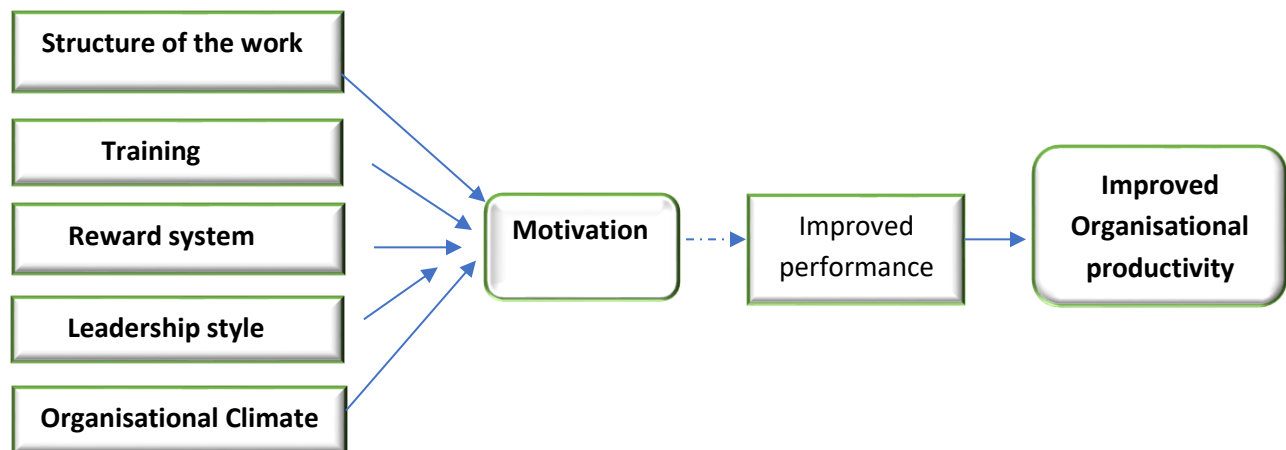 Structure of the work
Training
Reward system
Leadership style
Organisational Climate
Motivation
Improved
performance
Improved
Organisational
productivity